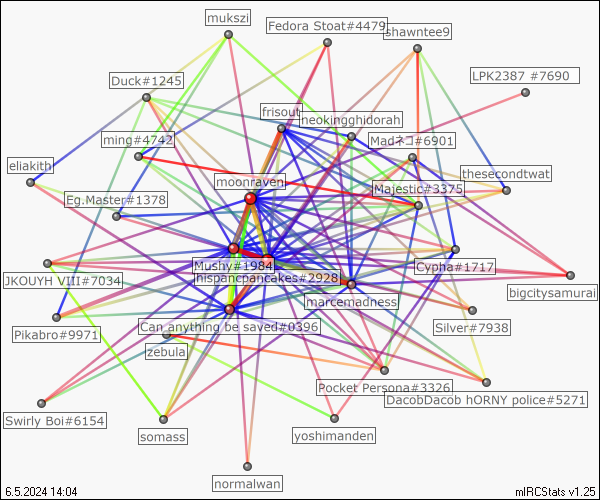 mukszi
Fedora Stoat#4479
shawntee9
LPK2387 #7690
Duck#1245
frisout
neokingghidorah
ming#4742
Madネコ#6901
eliakith
thesecondtwat
moonraven
Majestic#3375
Eg.Master#1378
Mushy#1984
Cypha#1717
JKOUYH VIII#7034
hispancpancakes#2928
bigcitysamurai
marcemadness
Pikabro#9971
Can anything be saved#0396
Silver#7938
zebula
Pocket Persona#3326
DacobDacob hORNY police#5271
Swirly Boi#6154
somass
yoshimanden
normalwan
6.5.2024 14:04
mIRCStats v1.25